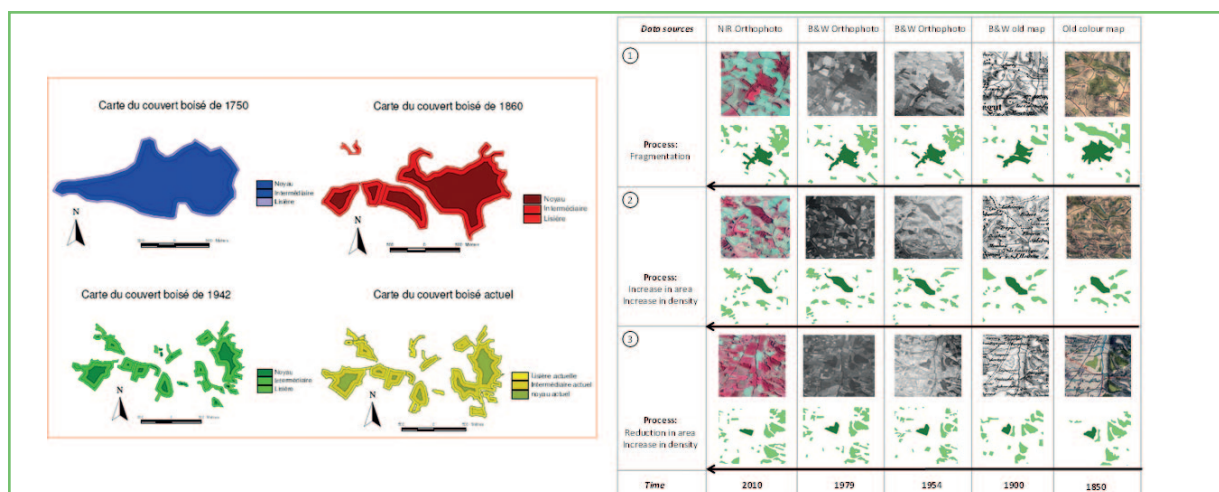 Carte du couvert boisé de 1750
Noyau
Intermédiaire
Lisière
N
Carte du couvert boisé de 1860
Noyau
Intermédiaire
Lisière
N
Carte du couvert boisé de 1942
Noyau
Intermédiaire
Lisière
N
Carte du couvert boisé actuel
Lisière actuelle
Intermédiaire actuel
Noyau actuel
N
Data sources NIR Orthophoto B&W Orthophoto B&W Orthophoto B&W old map Old colour map
1
Process:
Fragmentation
2
Process:
Increase in area
Increase in density
3
Process:
Reduction in area
Increase in density
Time 2010 1979 1954 1900 1850